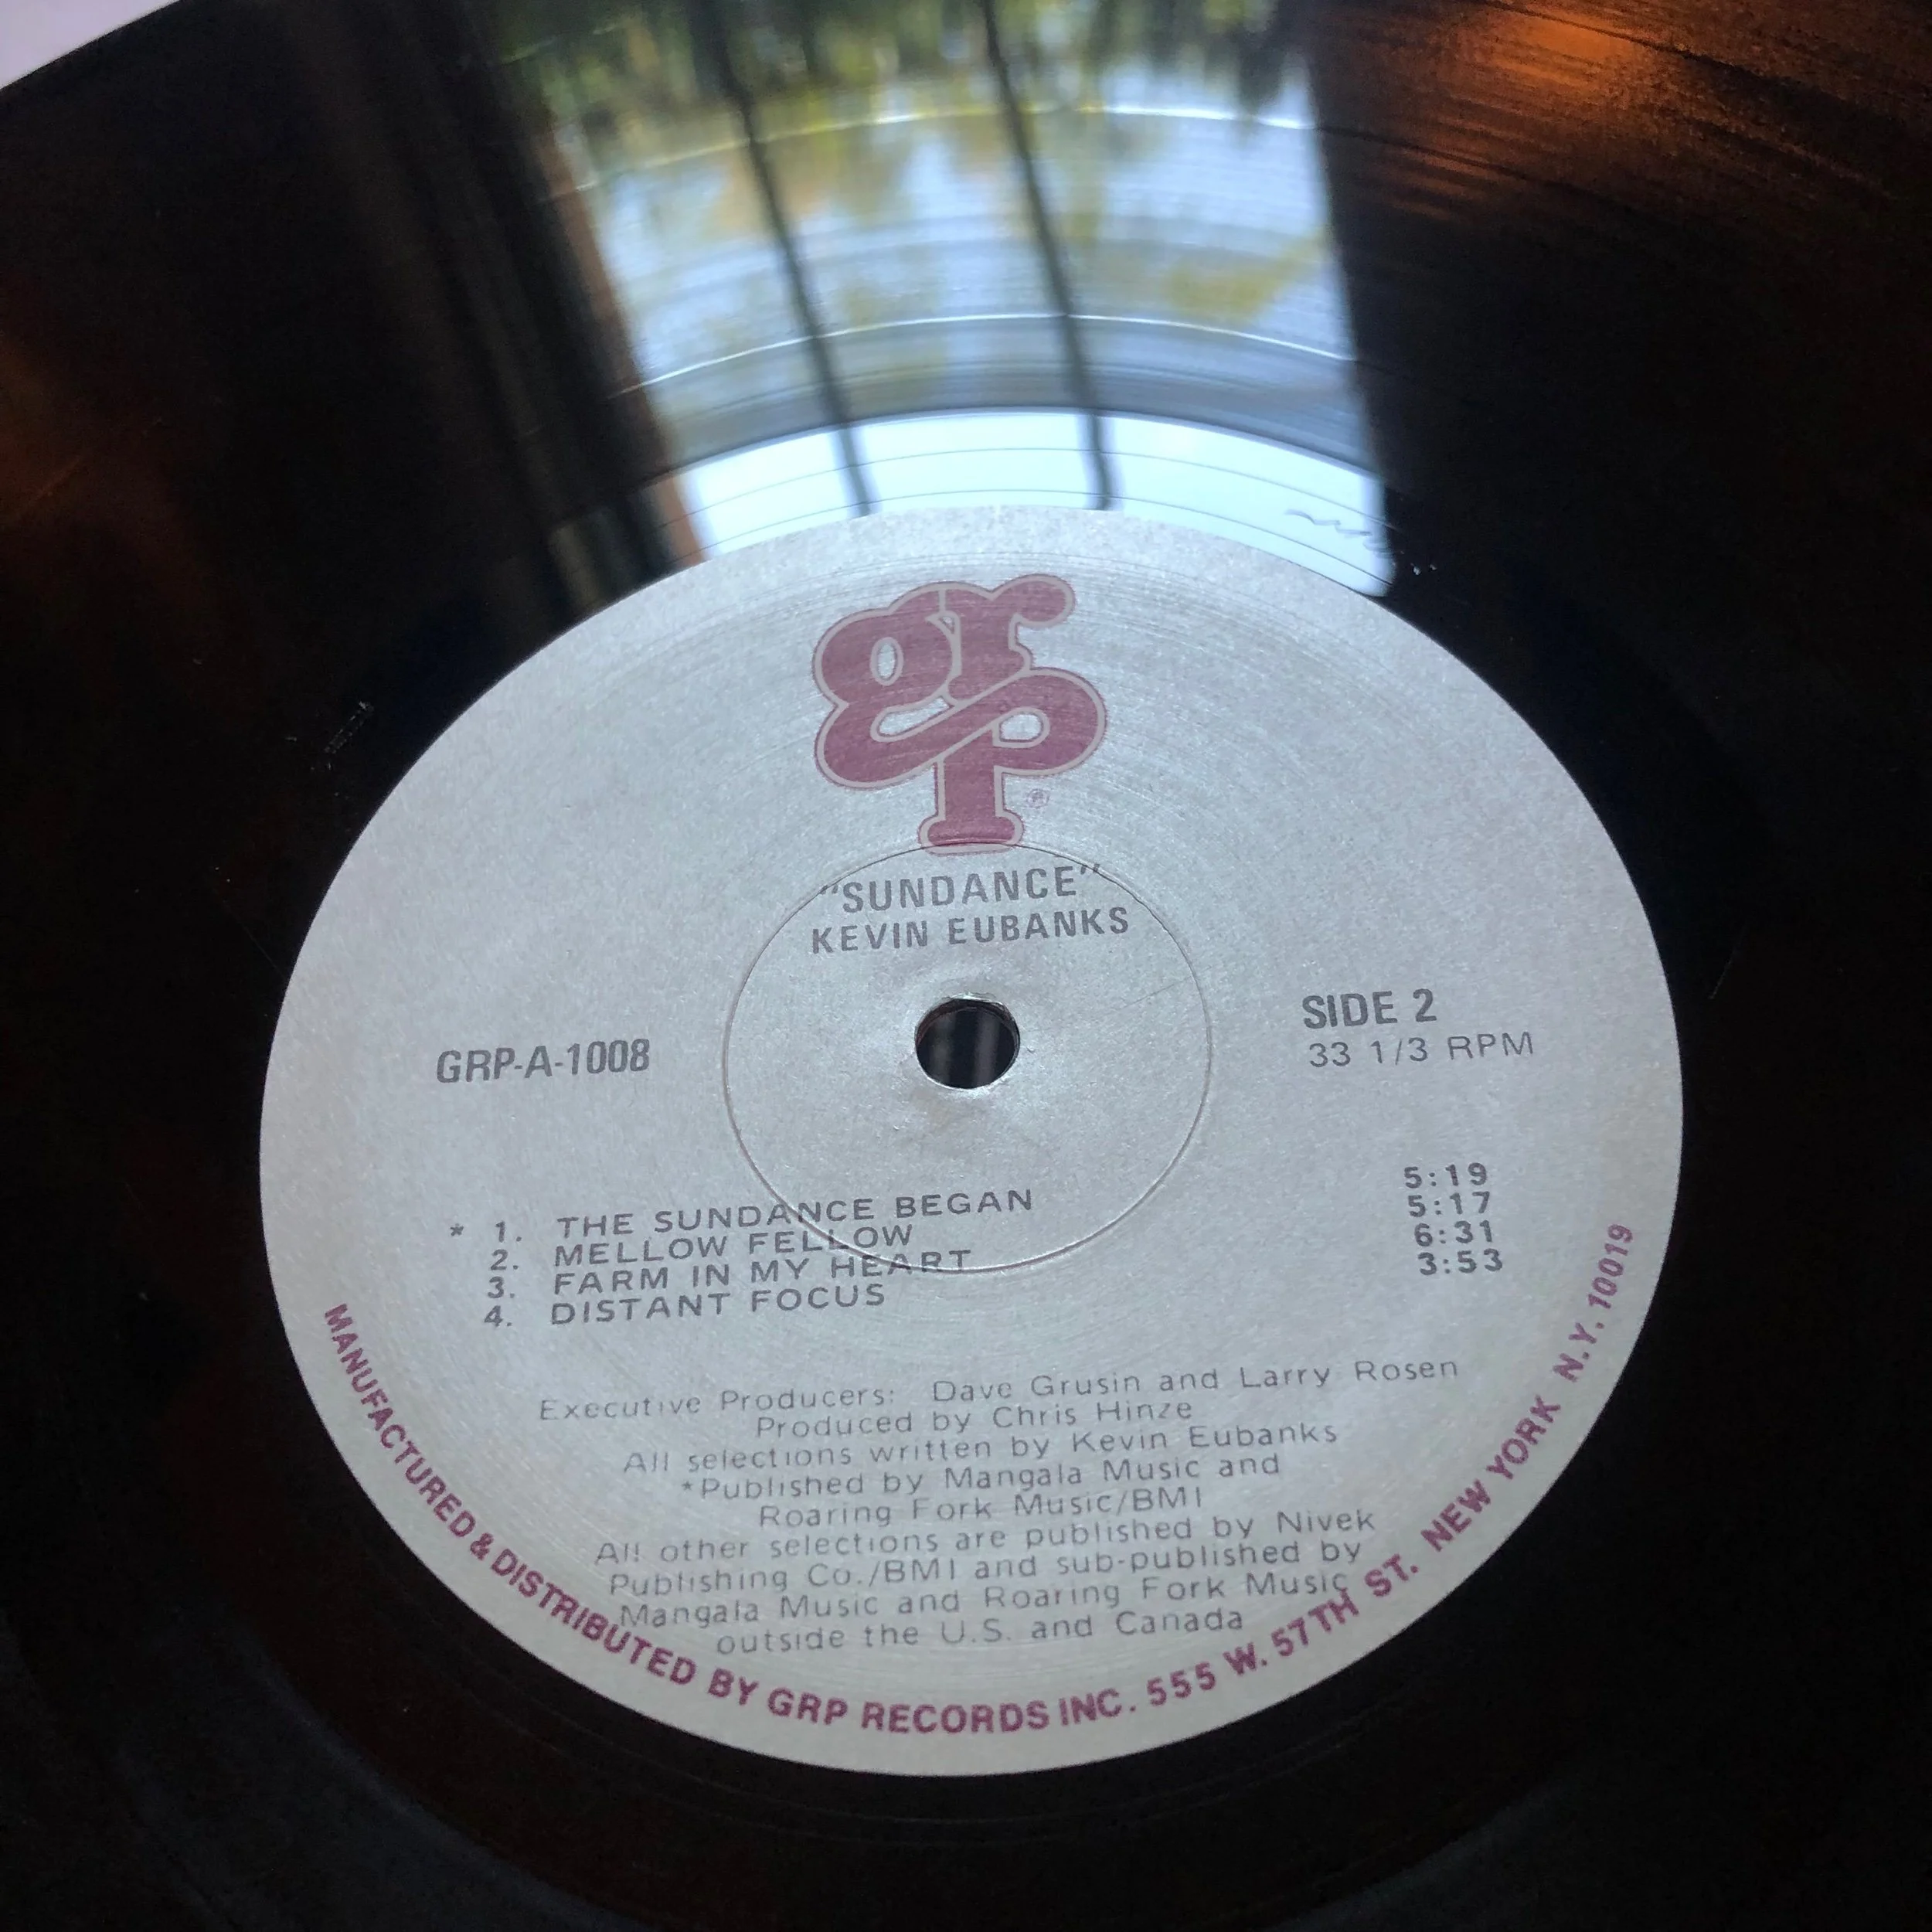 grp
®
"SUNDANCE"
KEVIN EUBANKS
GRP-A-1008
SIDE 2
33 1/3 RPM
* 1. THE SUNDANCE BEGAN 5:19
2. MELLOW FELLOW 5:17
3. FARM IN MY HEART 6:31
4. DISTANT FOCUS 3:53
Executive Producers: Dave Grusin and Larry Rosen
Produced by Chris Hinze
All selections written by Kevin Eubanks
*Published by Mangala Music and
Roaring Fork Music/BMI
All other selections are published by Nivek
Publishing Co./BMI and sub-published by
Mangala Music and Roaring Fork Music
outside the U.S. and Canada
MANUFACTURED & DISTRIBUTED BY GRP RECORDS INC. 555 W. 57TH ST. NEW YORK N.Y. 10019